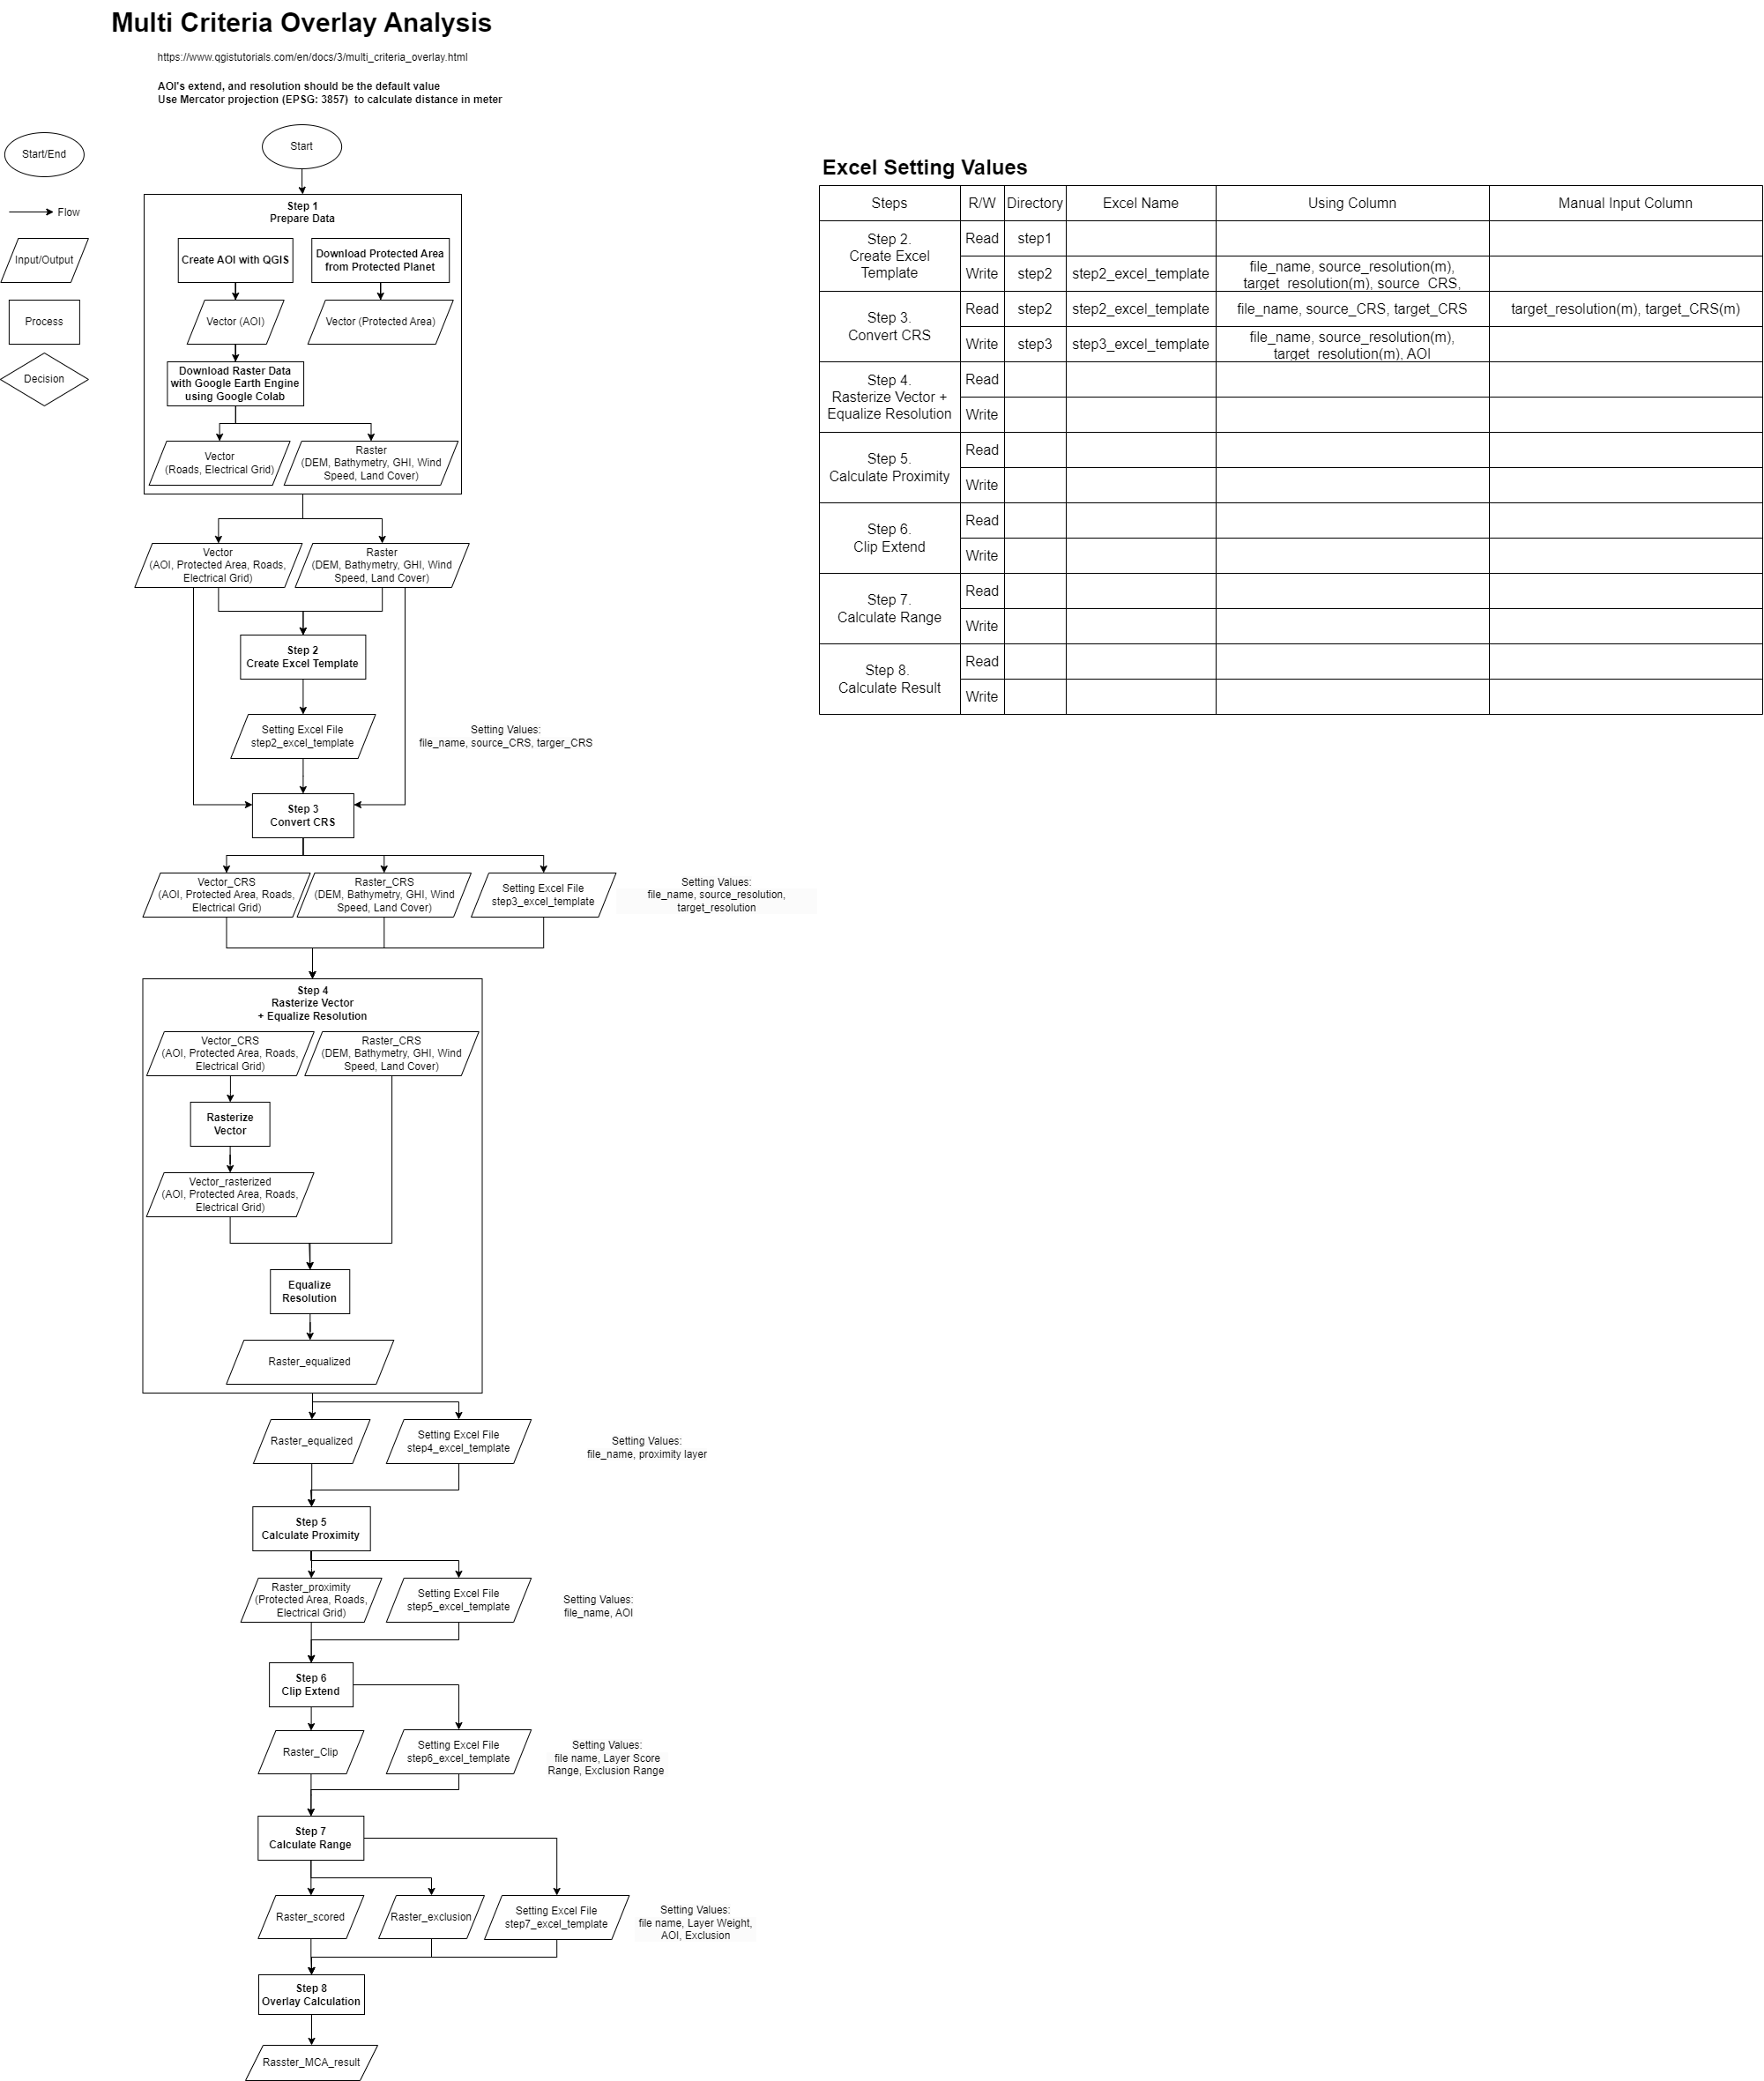 Multi Criteria Overlay Analysis
https://www.qgistutorials.com/en/docs/3/multi_criteria_overlay.html
AOI's extend, and resolution should be the default value
Use Mercator projection (EPSG: 3857)  to calculate distance in meter
Start/End
Flow
Input/Output
Process
Decision
Start
Step 1
Prepare Data
Create AOI with QGIS
Download Protected Area
from Protected Planet
Vector (AOI)
Vector (Protected Area)
Download Raster Data
with Google Earth Engine
using Google Colab
Vector
(Roads, Electrical Grid)
Raster
(DEM, Bathymetry, GHI, Wind
Speed, Land Cover)
Vector
(AOI, Protected Area, Roads,
Electrical Grid)
Raster
(DEM, Bathymetry, GHI, Wind
Speed, Land Cover)
Step 2
Create Excel Template
Setting Excel File
step2_excel_template
Setting Values:
file_name, source_CRS, targer_CRS
Step 3
Convert CRS
Vector_CRS
(AOI, Protected Area, Roads,
Electrical Grid)
Raster_CRS
(DEM, Bathymetry, GHI, Wind
Speed, Land Cover)
Setting Excel File
step3_excel_template
Setting Values:
file_name, source_resolution,
target_resolution
Step 4
Rasterize Vector
+ Equalize Resolution
Vector_CRS
(AOI, Protected Area, Roads,
Electrical Grid)
Raster_CRS
(DEM, Bathymetry, GHI, Wind
Speed, Land Cover)
Rasterize
Vector
Vector_rasterized
(AOI, Protected Area, Roads,
Electrical Grid)
Equalize
Resolution
Raster_equalized
Raster_equalized
Setting Excel File
step4_excel_template
Setting Values:
file_name, proximity layer
Step 5
Calculate Proximity
Raster_proximity
(Protected Area, Roads,
Electrical Grid)
Setting Excel File
step5_excel_template
Setting Values:
file_name, AOI
Step 6
Clip Extend
Raster_Clip
Setting Excel File
step6_excel_template
Setting Values:
file name, Layer Score
Range, Exclusion Range
Step 7
Calculate Range
Raster_scored
Raster_exclusion
Setting Excel File
step7_excel_template
Setting Values:
file name, Layer Weight,
AOI, Exclusion
Step 8
Overlay Calculation
Rasster_MCA_result
Excel Setting Values
Steps R/W Directory Excel Name Using Column Manual Input Column
Step 2.
Create Excel
Template
Read step1
Write step2 step2_excel_template file_name, source_resolution(m),
target_resolution(m), source_CRS,
Step 3.
Convert CRS
Read step2 step2_excel_template file_name, source_CRS, target_CRS target_resolution(m), target_CRS(m)
Write step3 step3_excel_template file_name, source_resolution(m),
target_resolution(m), AOI
Step 4.
Rasterize Vector +
Equalize Resolution
Read
Write
Step 5.
Calculate Proximity
Read
Write
Step 6.
Clip Extend
Read
Write
Step 7.
Calculate Range
Read
Write
Step 8.
Calculate Result
Read
Write